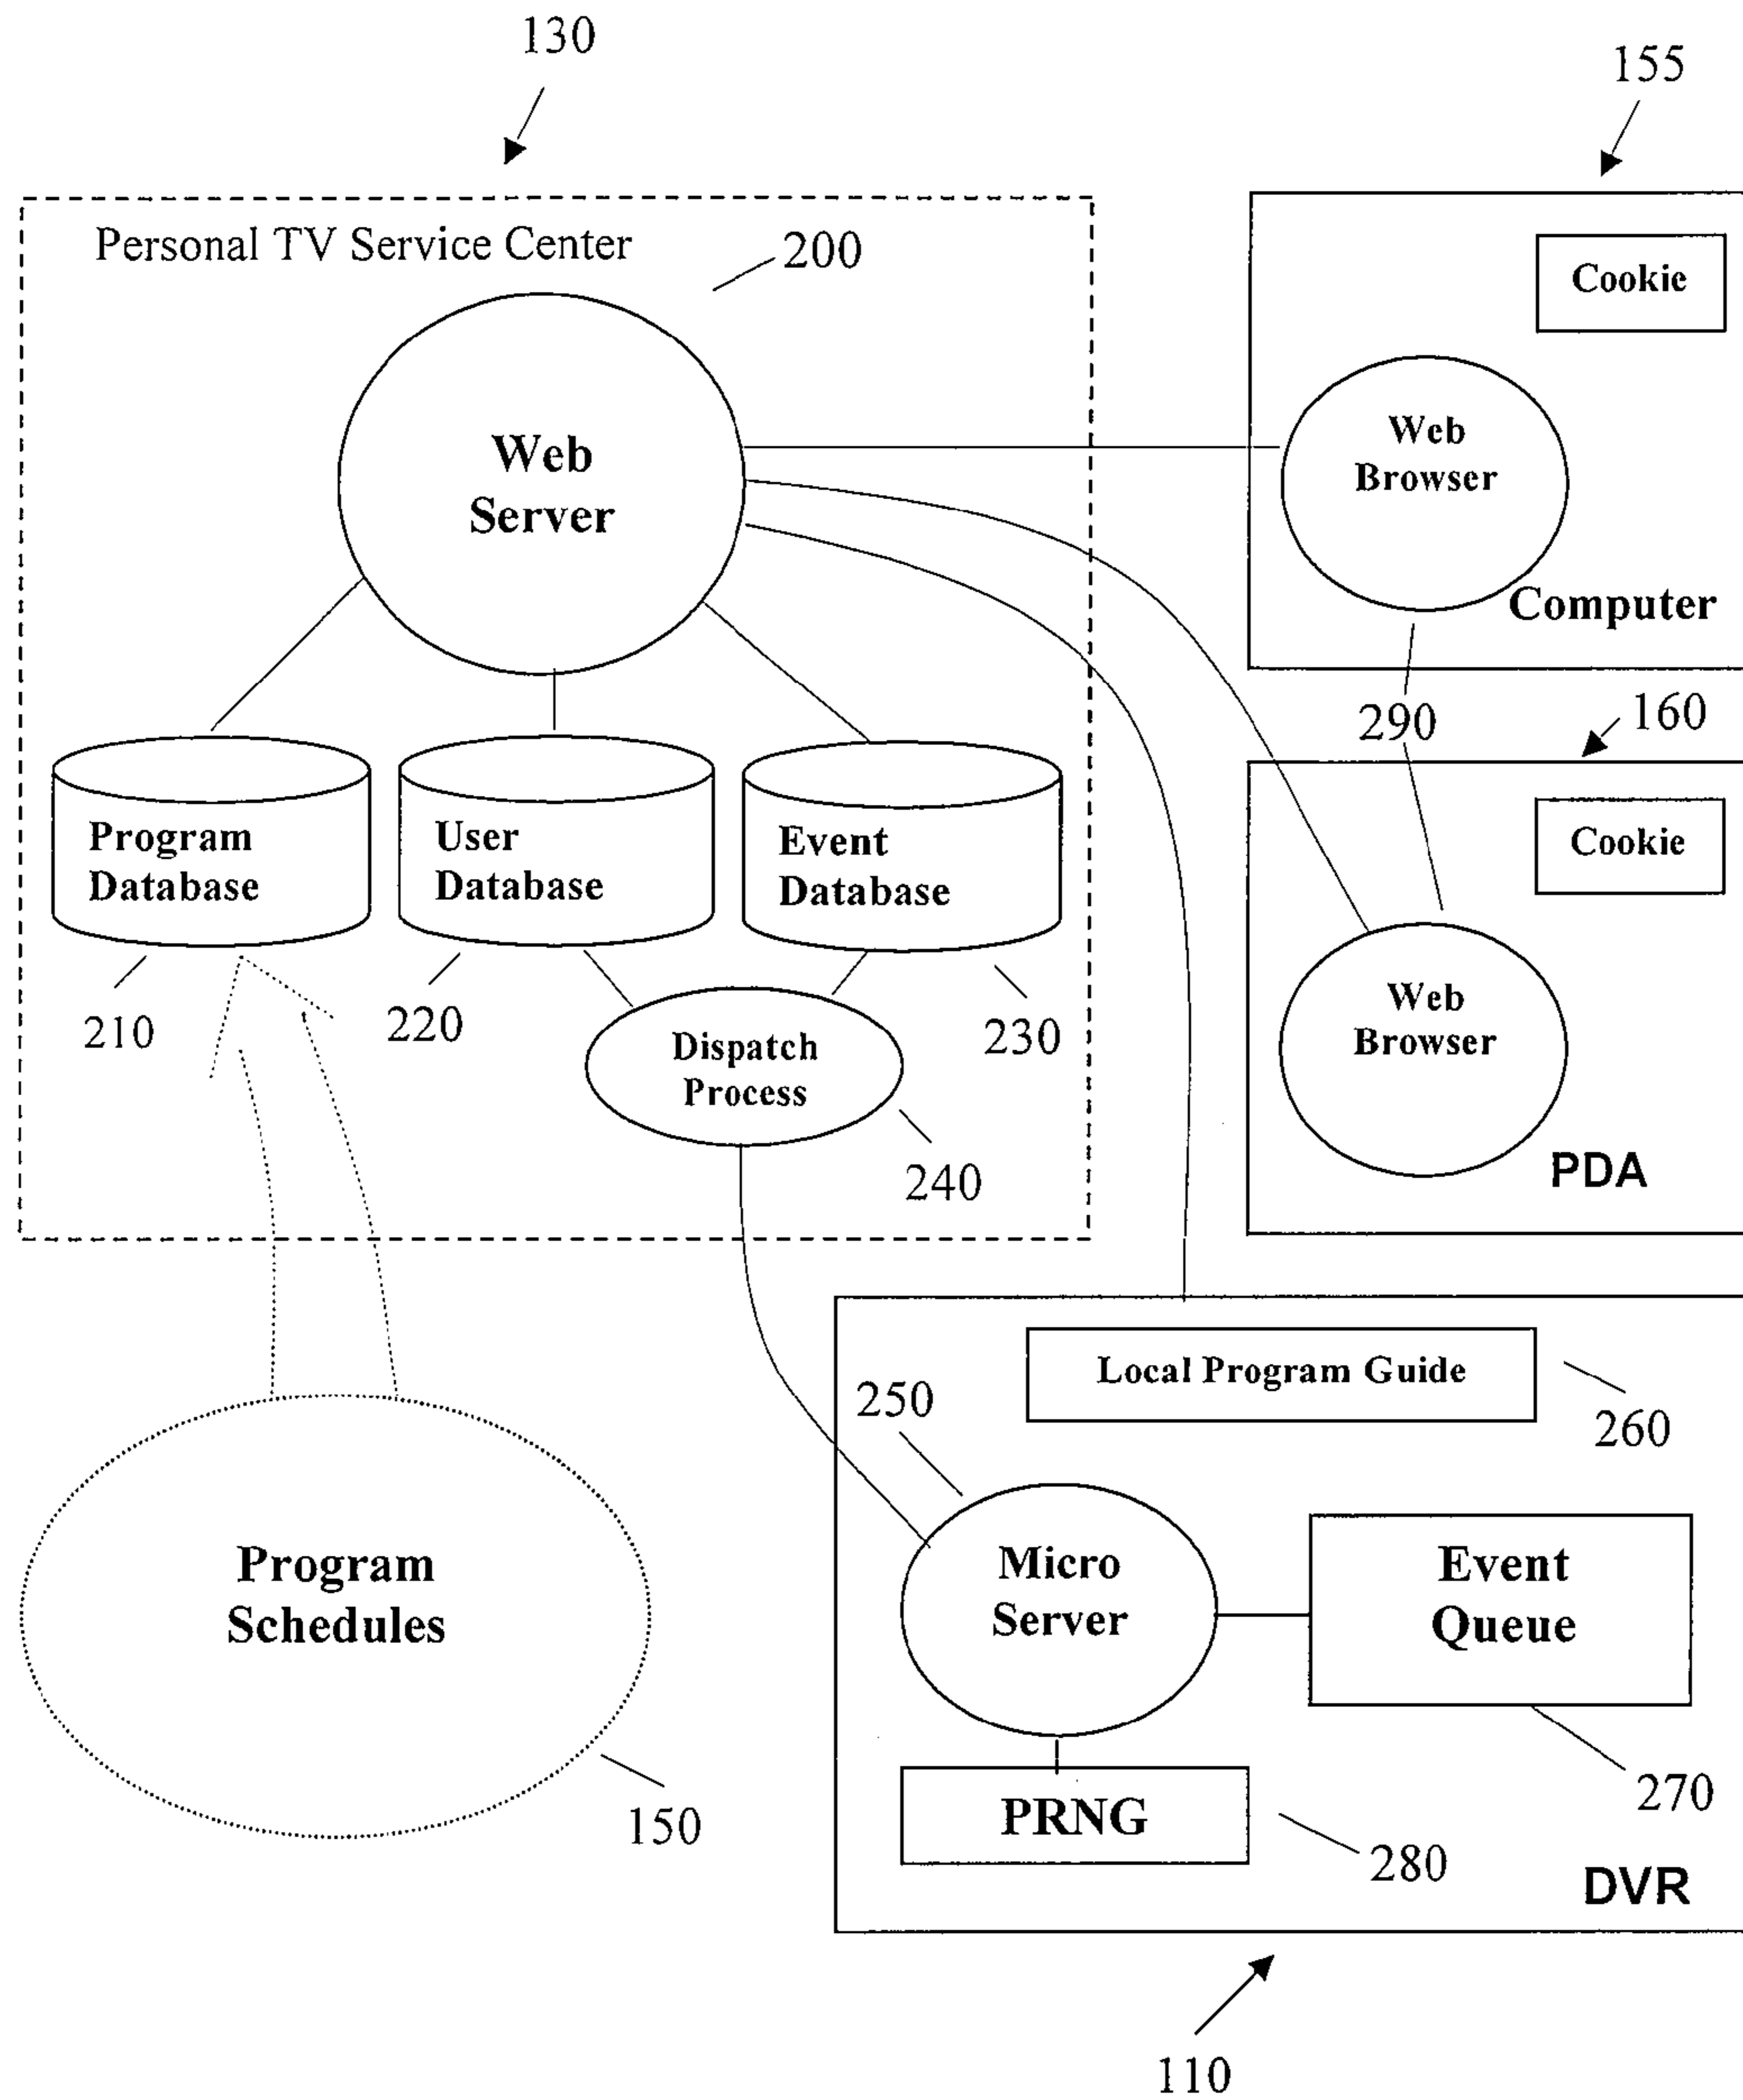 130
155
Personal TV Service Center
200
Cookie
Web
Server
Web
Browser
Computer
290
160
Program
Database
User
Database
Event
Database
Cookie
210
220
230
Dispatch
Process
Web
Browser
240
PDA
Local Program Guide
250
260
Program
Schedules
Micro
Server
Event
Queue
150
PRNG
270
280
DVR
110